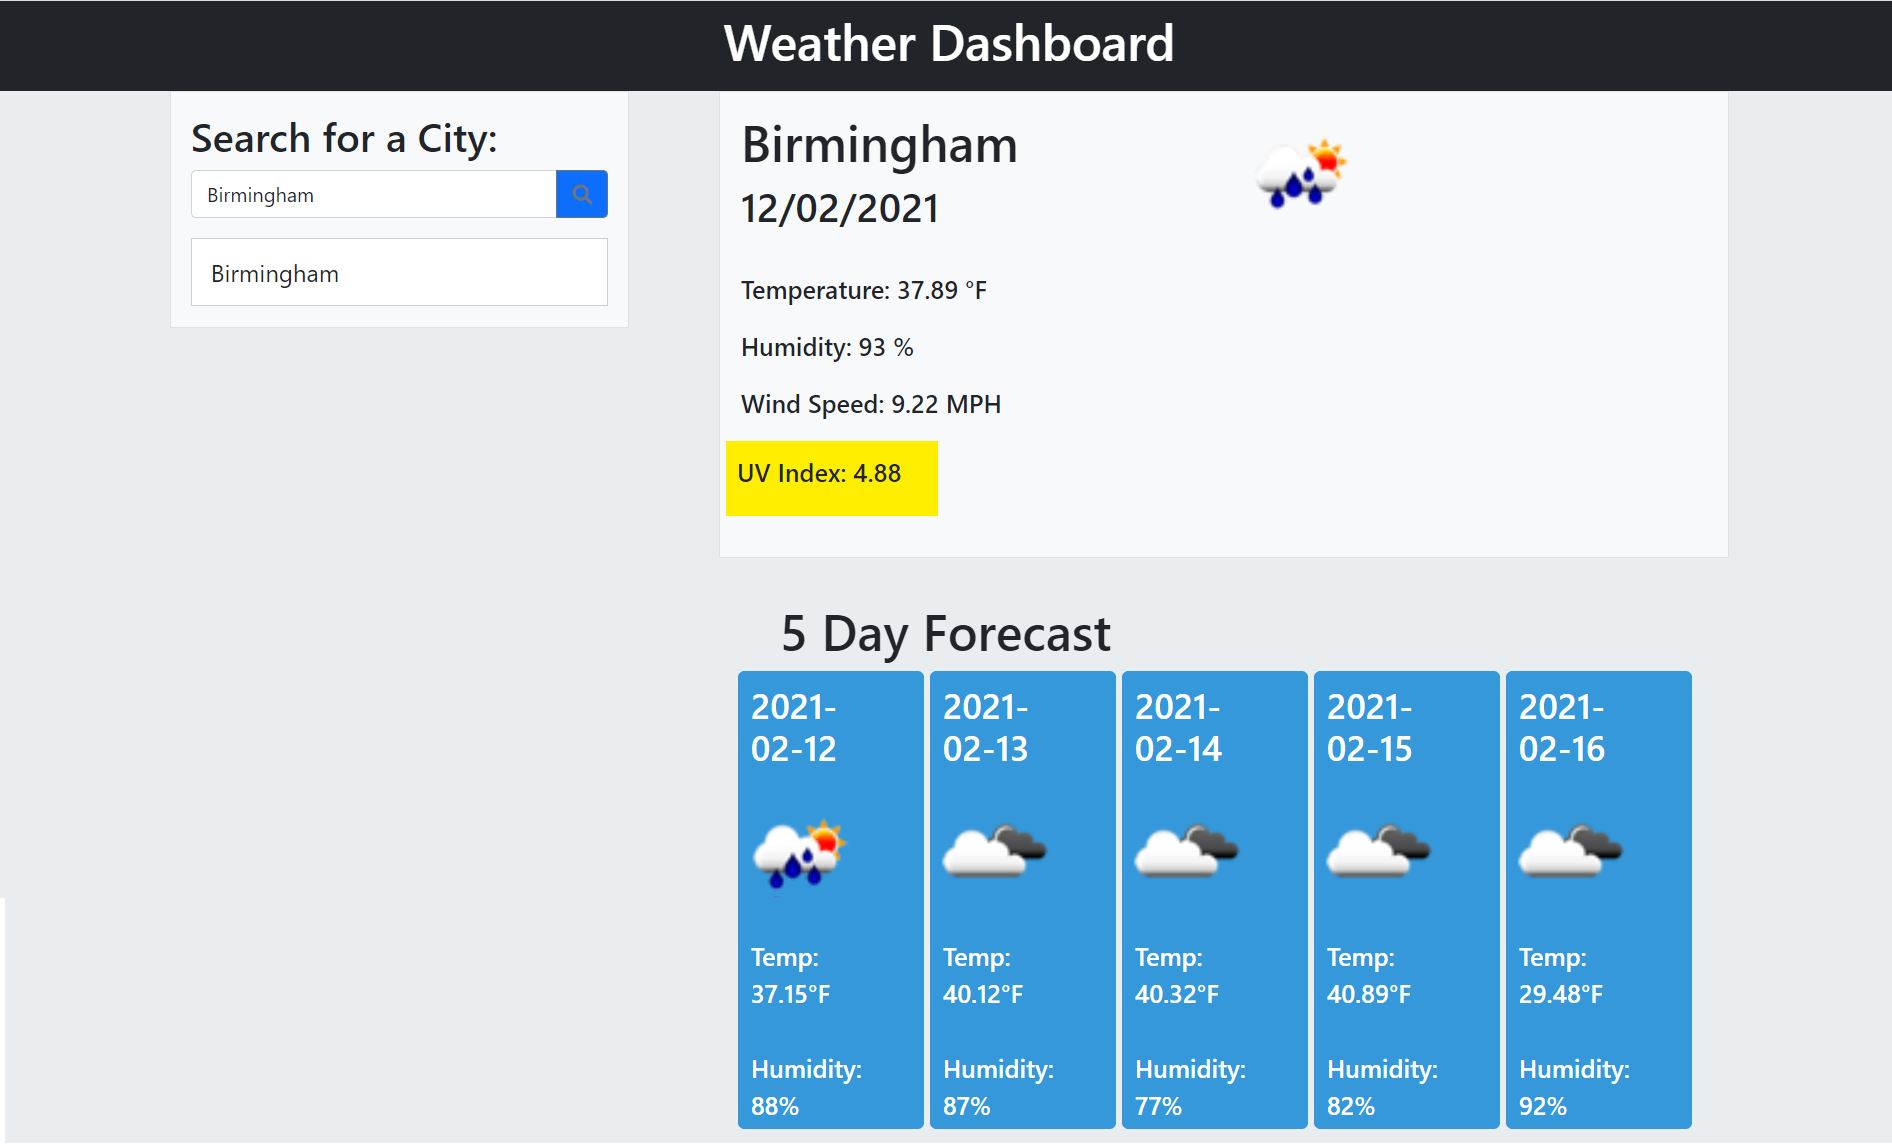 Weather Dashboard
Search for a City:
Birmingham
Birmingham
Birmingham
12/02/2021
Temperature: 37.89 °F
Humidity: 93 %
Wind Speed: 9.22 MPH
UV Index: 4.88
5 Day Forecast
2021-
02-12
Temp:
37.15°F
Humidity:
88%
2021-
02-13
Temp:
40.12°F
Humidity:
87%
2021-
02-14
Temp:
40.32°F
Humidity:
77%
2021-
02-15
Temp:
40.89°F
Humidity:
82%
2021-
02-16
Temp:
29.48°F
Humidity:
92%